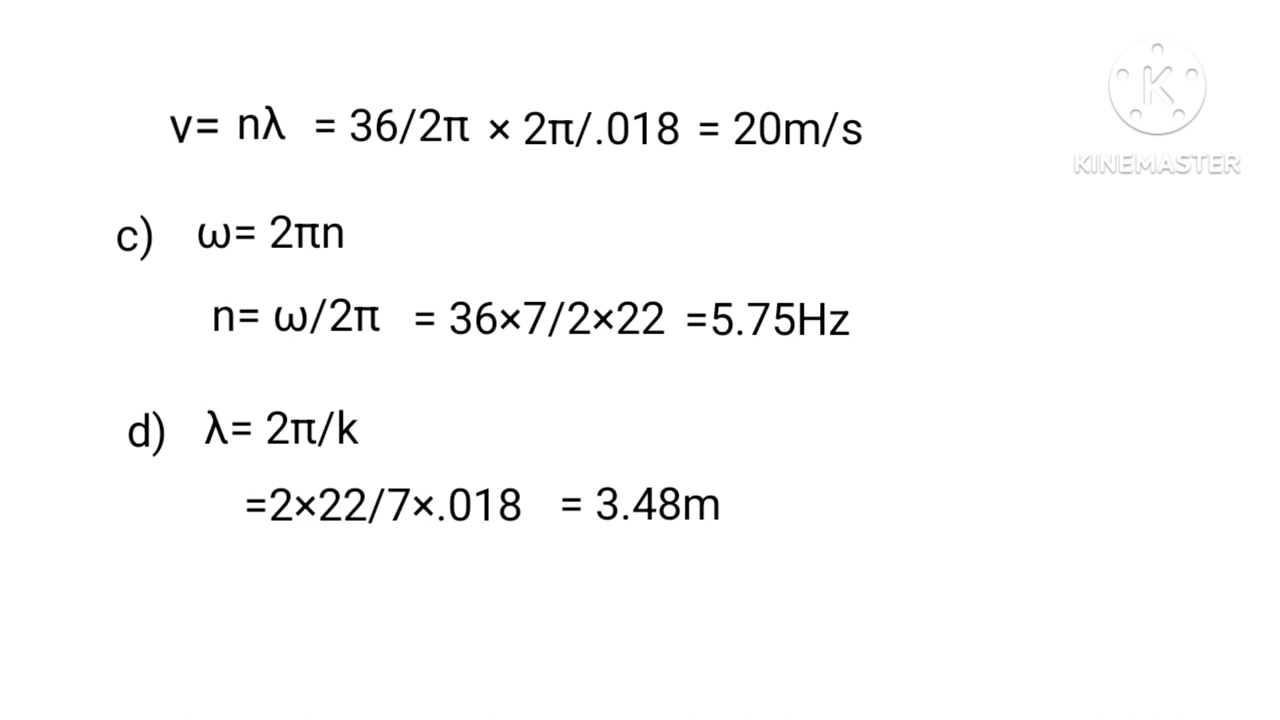 v= nλ = 36/2π × 2π/.018 = 20m/s
KINEMASTER
c) ω= 2πn
n= ω/2π = 36×7/2×22 =5.75Hz
d) λ= 2π/k
=2×22/7×.018 = 3.48m